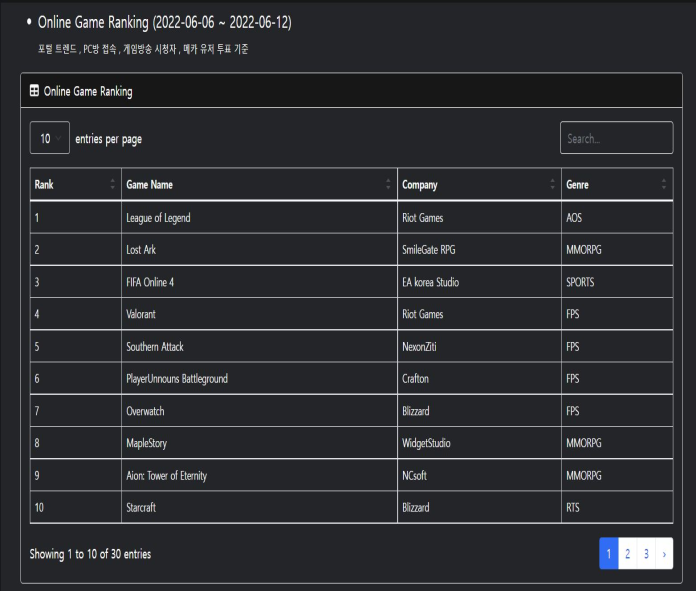 Online Game Ranking (2022-06-06 ~ 2022-06-12)
포털 트렌드 , PC방 접속 , 게임방송 시청자 , 메카 유저 투표 기준
Online Game Ranking
10 entries per page Search...
Rank Game Name Company Genre
1 League of Legend Riot Games AOS
2 Lost Ark SmileGate RPG MMORPG
3 FIFA Online 4 EA korea Studio SPORTS
4 Valorant Riot Games FPS
5 Southern Attack NexonZiti FPS
6 PlayerUnnouns Battleground Crafton FPS
7 Overwatch Blizzard FPS
8 MapleStory WidgetStudio MMORPG
9 Aion: Tower of Eternity NCsoft MMORPG
10 Starcraft Blizzard RTS
Showing 1 to 10 of 30 entries 1 2 3 ›